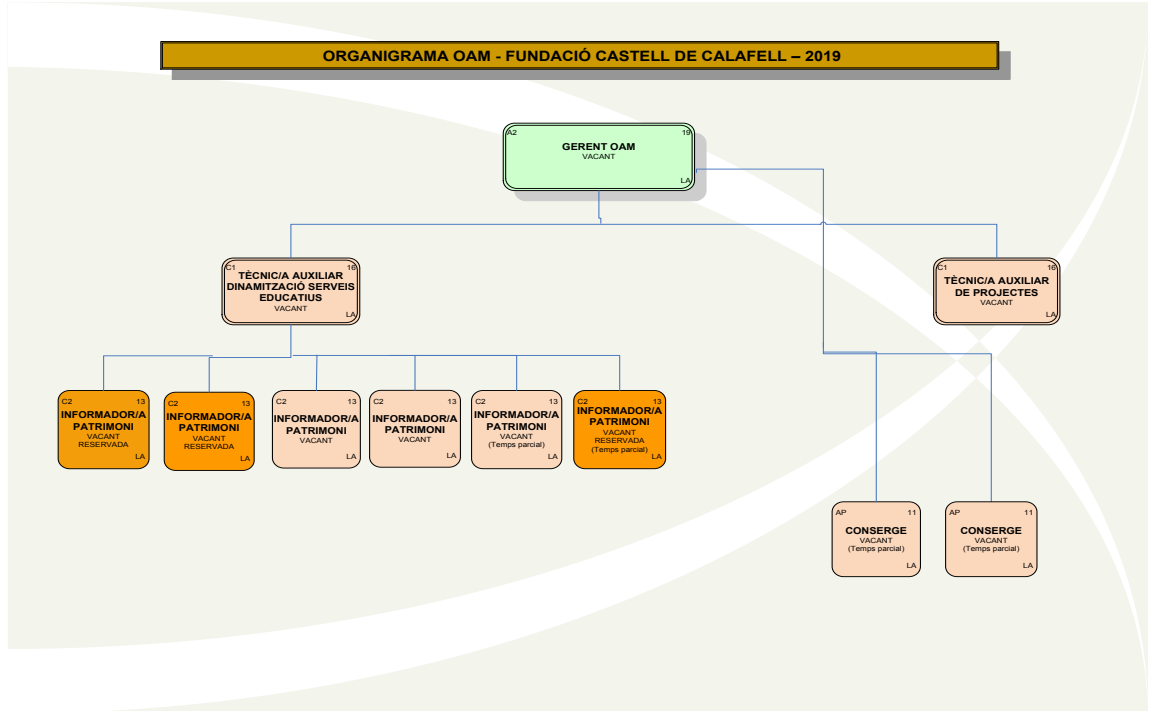 ORGANIGRAMA OAM - FUNDACIÓ CASTELL DE CALAFELL – 2019
A2 19
GERENT OAM
VACANT
LA
C1 16
TÈCNIC/A AUXILIAR
DINAMITZACIÓ SERVEIS
EDUCATIUS
VACANT
LA
C1 16
TÈCNIC/A AUXILIAR
DE PROJECTES
VACANT
LA
C2 13
INFORMADOR/A
PATRIMONI
VACANT
RESERVADA
LA
C2 13
INFORMADOR/A
PATRIMONI
VACANT
RESERVADA
LA
C2 13
INFORMADOR/A
PATRIMONI
VACANT
LA
C2 13
INFORMADOR/A
PATRIMONI
VACANT
LA
C2 13
INFORMADOR/A
PATRIMONI
VACANT
(Temps parcial)
LA
C2 13
INFORMADOR/A
PATRIMONI
VACANT
RESERVADA
(Temps parcial)
LA
AP 11
CONSERGE
VACANT
(Temps parcial)
LA
AP 11
CONSERGE
VACANT
(Temps parcial)
LA